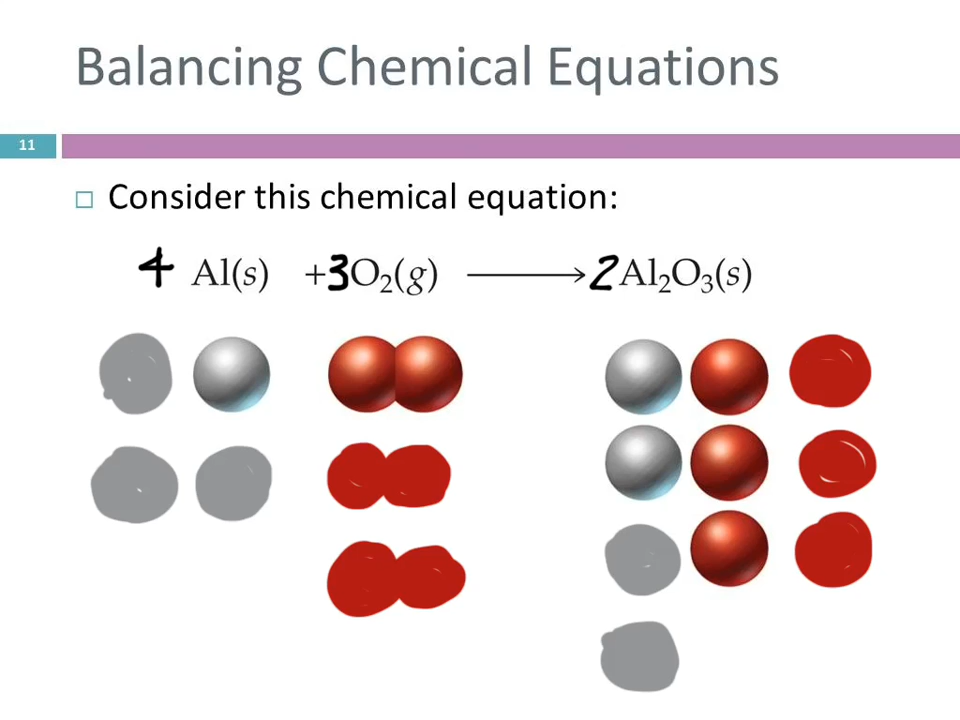 Balancing Chemical Equations
11
Consider this chemical equation:
4 Al(s) + 3O₂(g) ⟶ 2Al₂O₃(s)